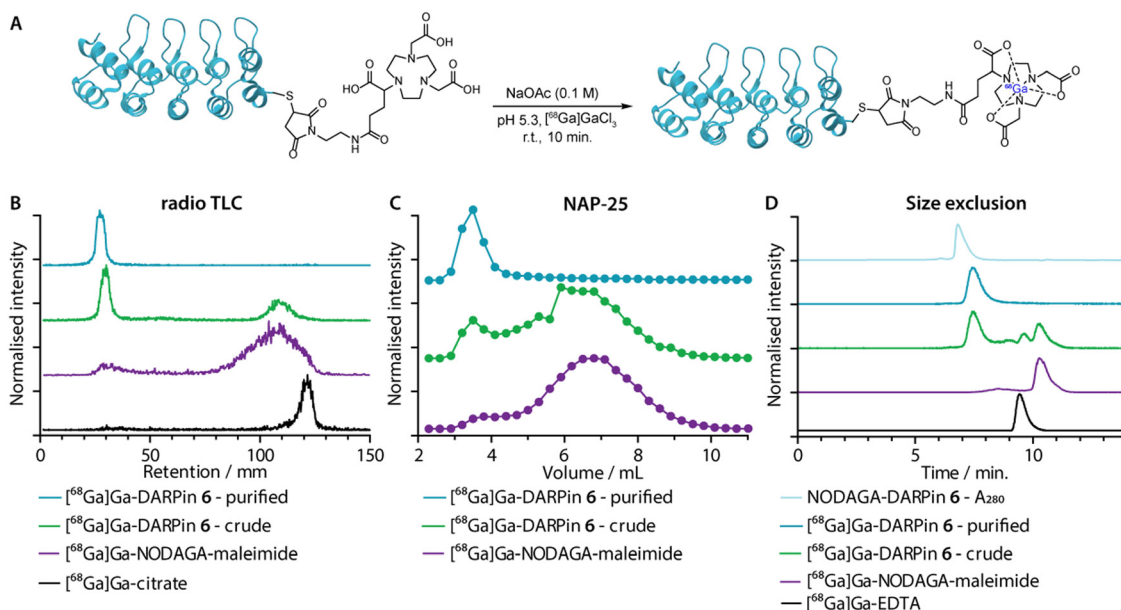 A
OH
O
O
HO
N
N
N
OH
O
S
O
N
O
N
H
O
NaOAc (0.1 M)
pH 5.3, [⁶⁸Ga]GaCl₃
r.t., 10 min.
S
O
N
O
H
N
O
O
O
N
N
N
⁶⁸Ga
O
O
O
O
B radio TLC
Normalised intensity
0 50 100 150
Retention / mm
[⁶⁸Ga]Ga-DARPin 6 - purified
[⁶⁸Ga]Ga-DARPin 6 - crude
[⁶⁸Ga]Ga-NODAGA-maleimide
[⁶⁸Ga]Ga-citrate
C NAP-25
Normalised intensity
2 4 6 8 10
Volume / mL
[⁶⁸Ga]Ga-DARPin 6 - purified
[⁶⁸Ga]Ga-DARPin 6 - crude
[⁶⁸Ga]Ga-NODAGA-maleimide
D Size exclusion
Normalised intensity
0 5 10
Time / min.
NODAGA-DARPin 6 - A₂₈₀
[⁶⁸Ga]Ga-DARPin 6 - purified
[⁶⁸Ga]Ga-DARPin 6 - crude
[⁶⁸Ga]Ga-NODAGA-maleimide
[⁶⁸Ga]Ga-EDTA